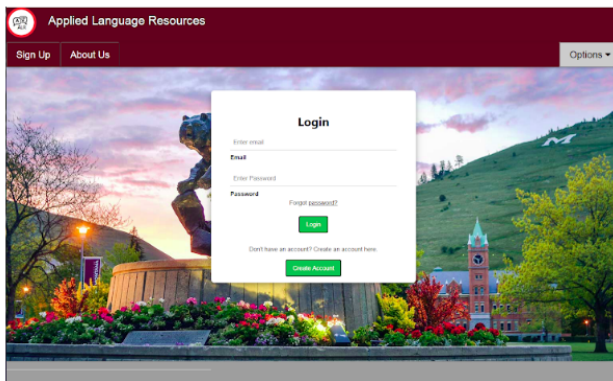 Applied Language Resources
Sign Up
About Us
Options
Login
Enter email
Email
Enter Password
Password
Forgot password?
Login
Don't have an account? Create an account here.
Create Account
M